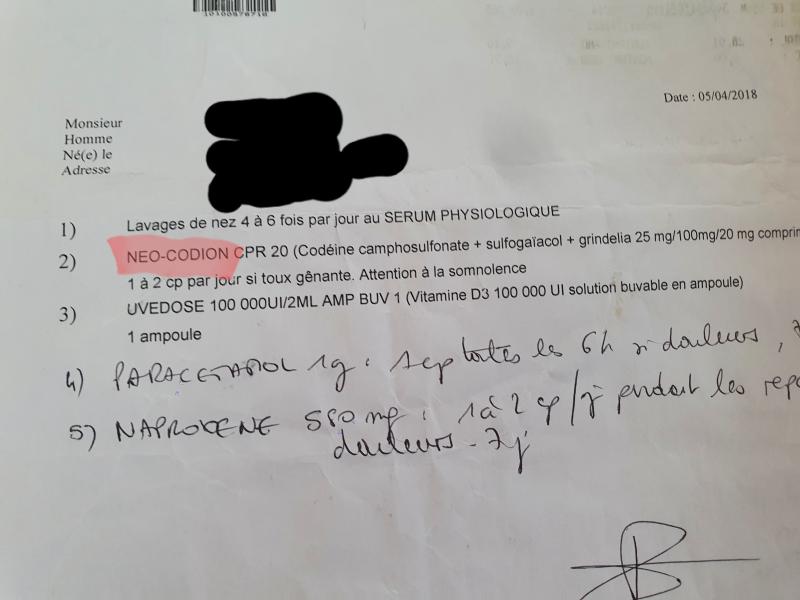 Date : 05/04/2018
Monsieur
Homme
Né(e) le
Adresse
1) Lavages de nez 4 à 6 fois par jour au SERUM PHYSIOLOGIQUE
2) NEO-CODION CPR 20 (Codéine camphosulfonate + sulfogaïacol + grindelia 25 mg/100mg/20 mg comprim
1 à 2 cp par jour si toux gênante. Attention à la somnolence
3) UVEDOSE 100 000UI/2ML AMP BUV 1 (Vitamine D3 100 000 UI solution buvable en ampoule)
1 ampoule
4) PARACETAMOL 1g : 1cp toutes les 6h si douleurs,
5) NAPROXENE 550 mg : 1 à 2 cp/j pendant les repas
douleurs - 7j